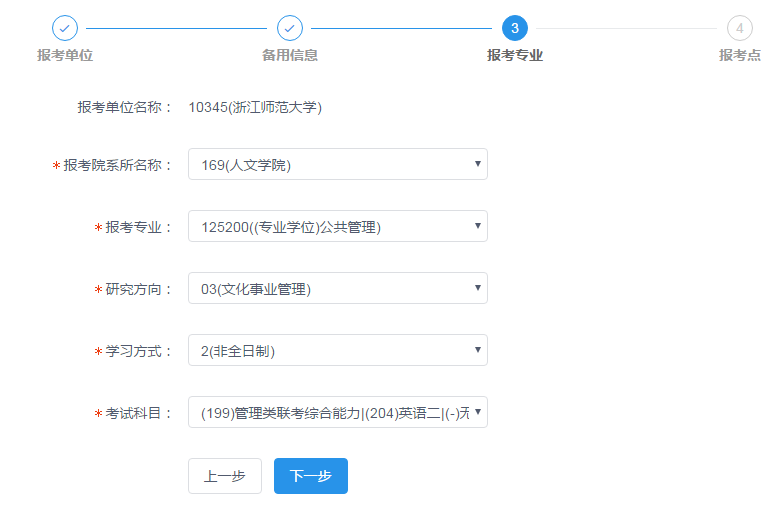 3
4
报考单位
备用信息
报考专业
报考点
报考单位名称： 10345(浙江师范大学)
*报考院系所名称： 169(人文学院)
*报考专业： 125200((专业学位)公共管理)
*研究方向： 03(文化事业管理)
*学习方式： 2(非全日制)
*考试科目： (199)管理类联考综合能力|(204)英语二|(-)
上一步 下一步